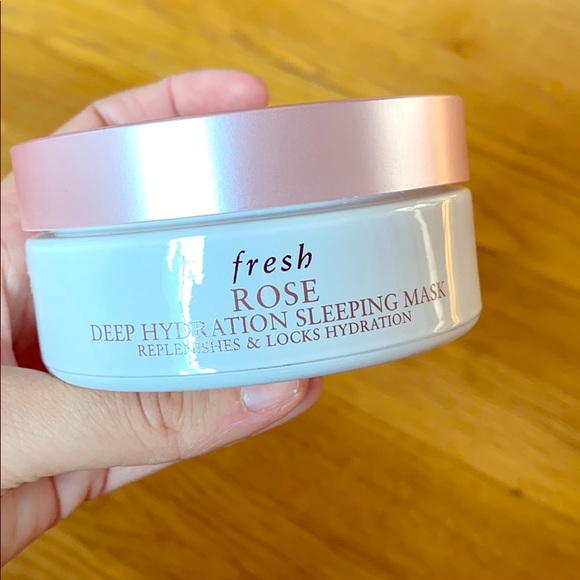 fresh
ROSE
DEEP HYDRATION SLEEPING MASK
REPLENISHES & LOCKS HYDRATION